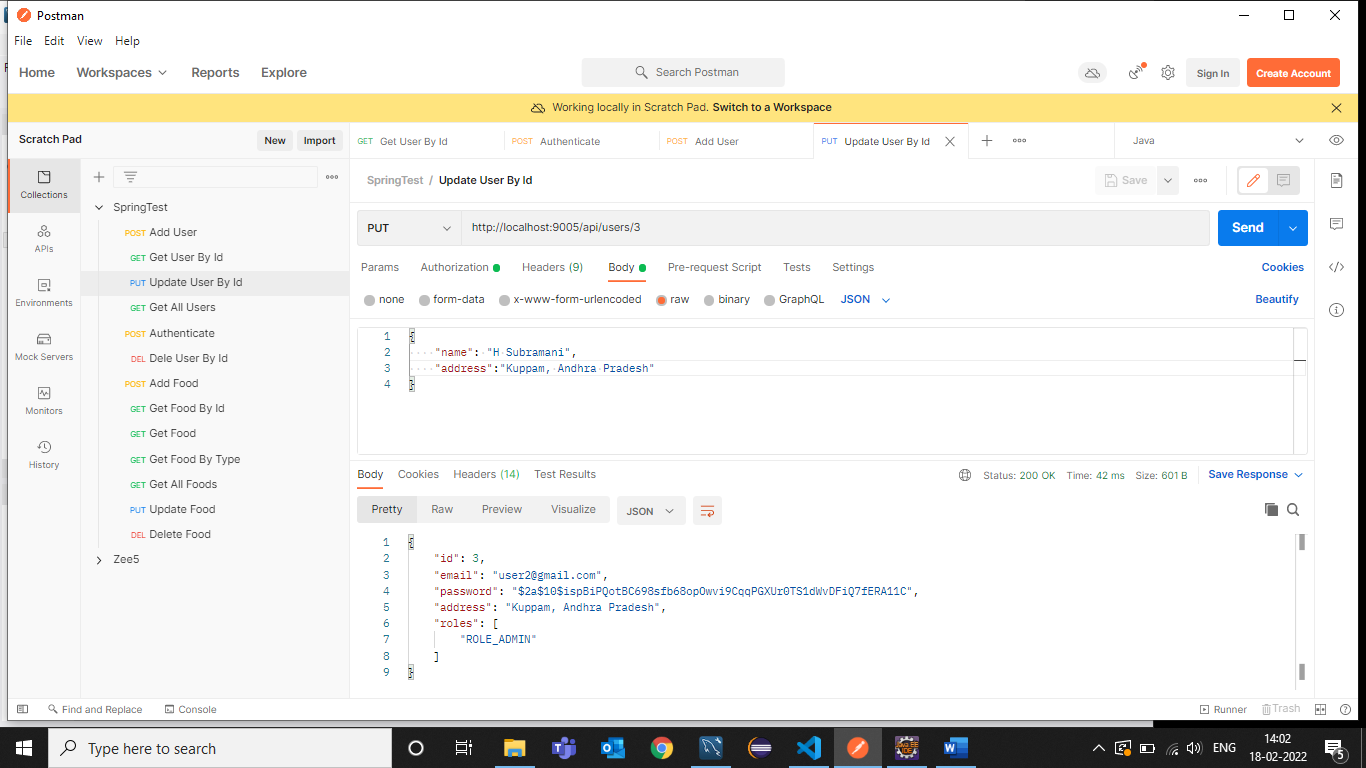 Postman
File Edit View Help
Home Workspaces Reports Explore Search Postman Sign In Create Account
Working locally in Scratch Pad. Switch to a Workspace
Scratch Pad New Import
GET Get User By Id POST Authenticate POST Add User PUT Update User By Id Java
Collections
APIs
Environments
Mock Servers
Monitors
History
SpringTest
POST Add User
GET Get User By Id
PUT Update User By Id
GET Get All Users
POST Authenticate
DEL Dele User By Id
POST Add Food
GET Get Food By Id
GET Get Food
GET Get Food By Type
GET Get All Foods
PUT Update Food
DEL Delete Food
Zee5
SpringTest / Update User By Id Save
PUT http://localhost:9005/api/users/3 Send
Params Authorization Headers (9) Body Pre-request Script Tests Settings Cookies
none form-data x-www-form-urlencoded raw binary GraphQL JSON Beautify
1 {
2 "name": "H Subramani",
3 "address":"Kuppam, Andhra Pradesh"
4 }
Body Cookies Headers (14) Test Results Status: 200 OK Time: 42 ms Size: 601 B Save Response
Pretty Raw Preview Visualize JSON
1 {
2 "id": 3,
3 "email": "user2@gmail.com",
4 "password": "$2a$10$ispBiPQotBC698sfb68opOwvi9CqqPGXUr0TS1dWvDFiQ7fERA11C",
5 "address": "Kuppam, Andhra Pradesh",
6 "roles": [
7 "ROLE_ADMIN"
8 ]
9 }
Find and Replace Console Runner Trash
Type here to search ENG 14:02
18-02-2022 5